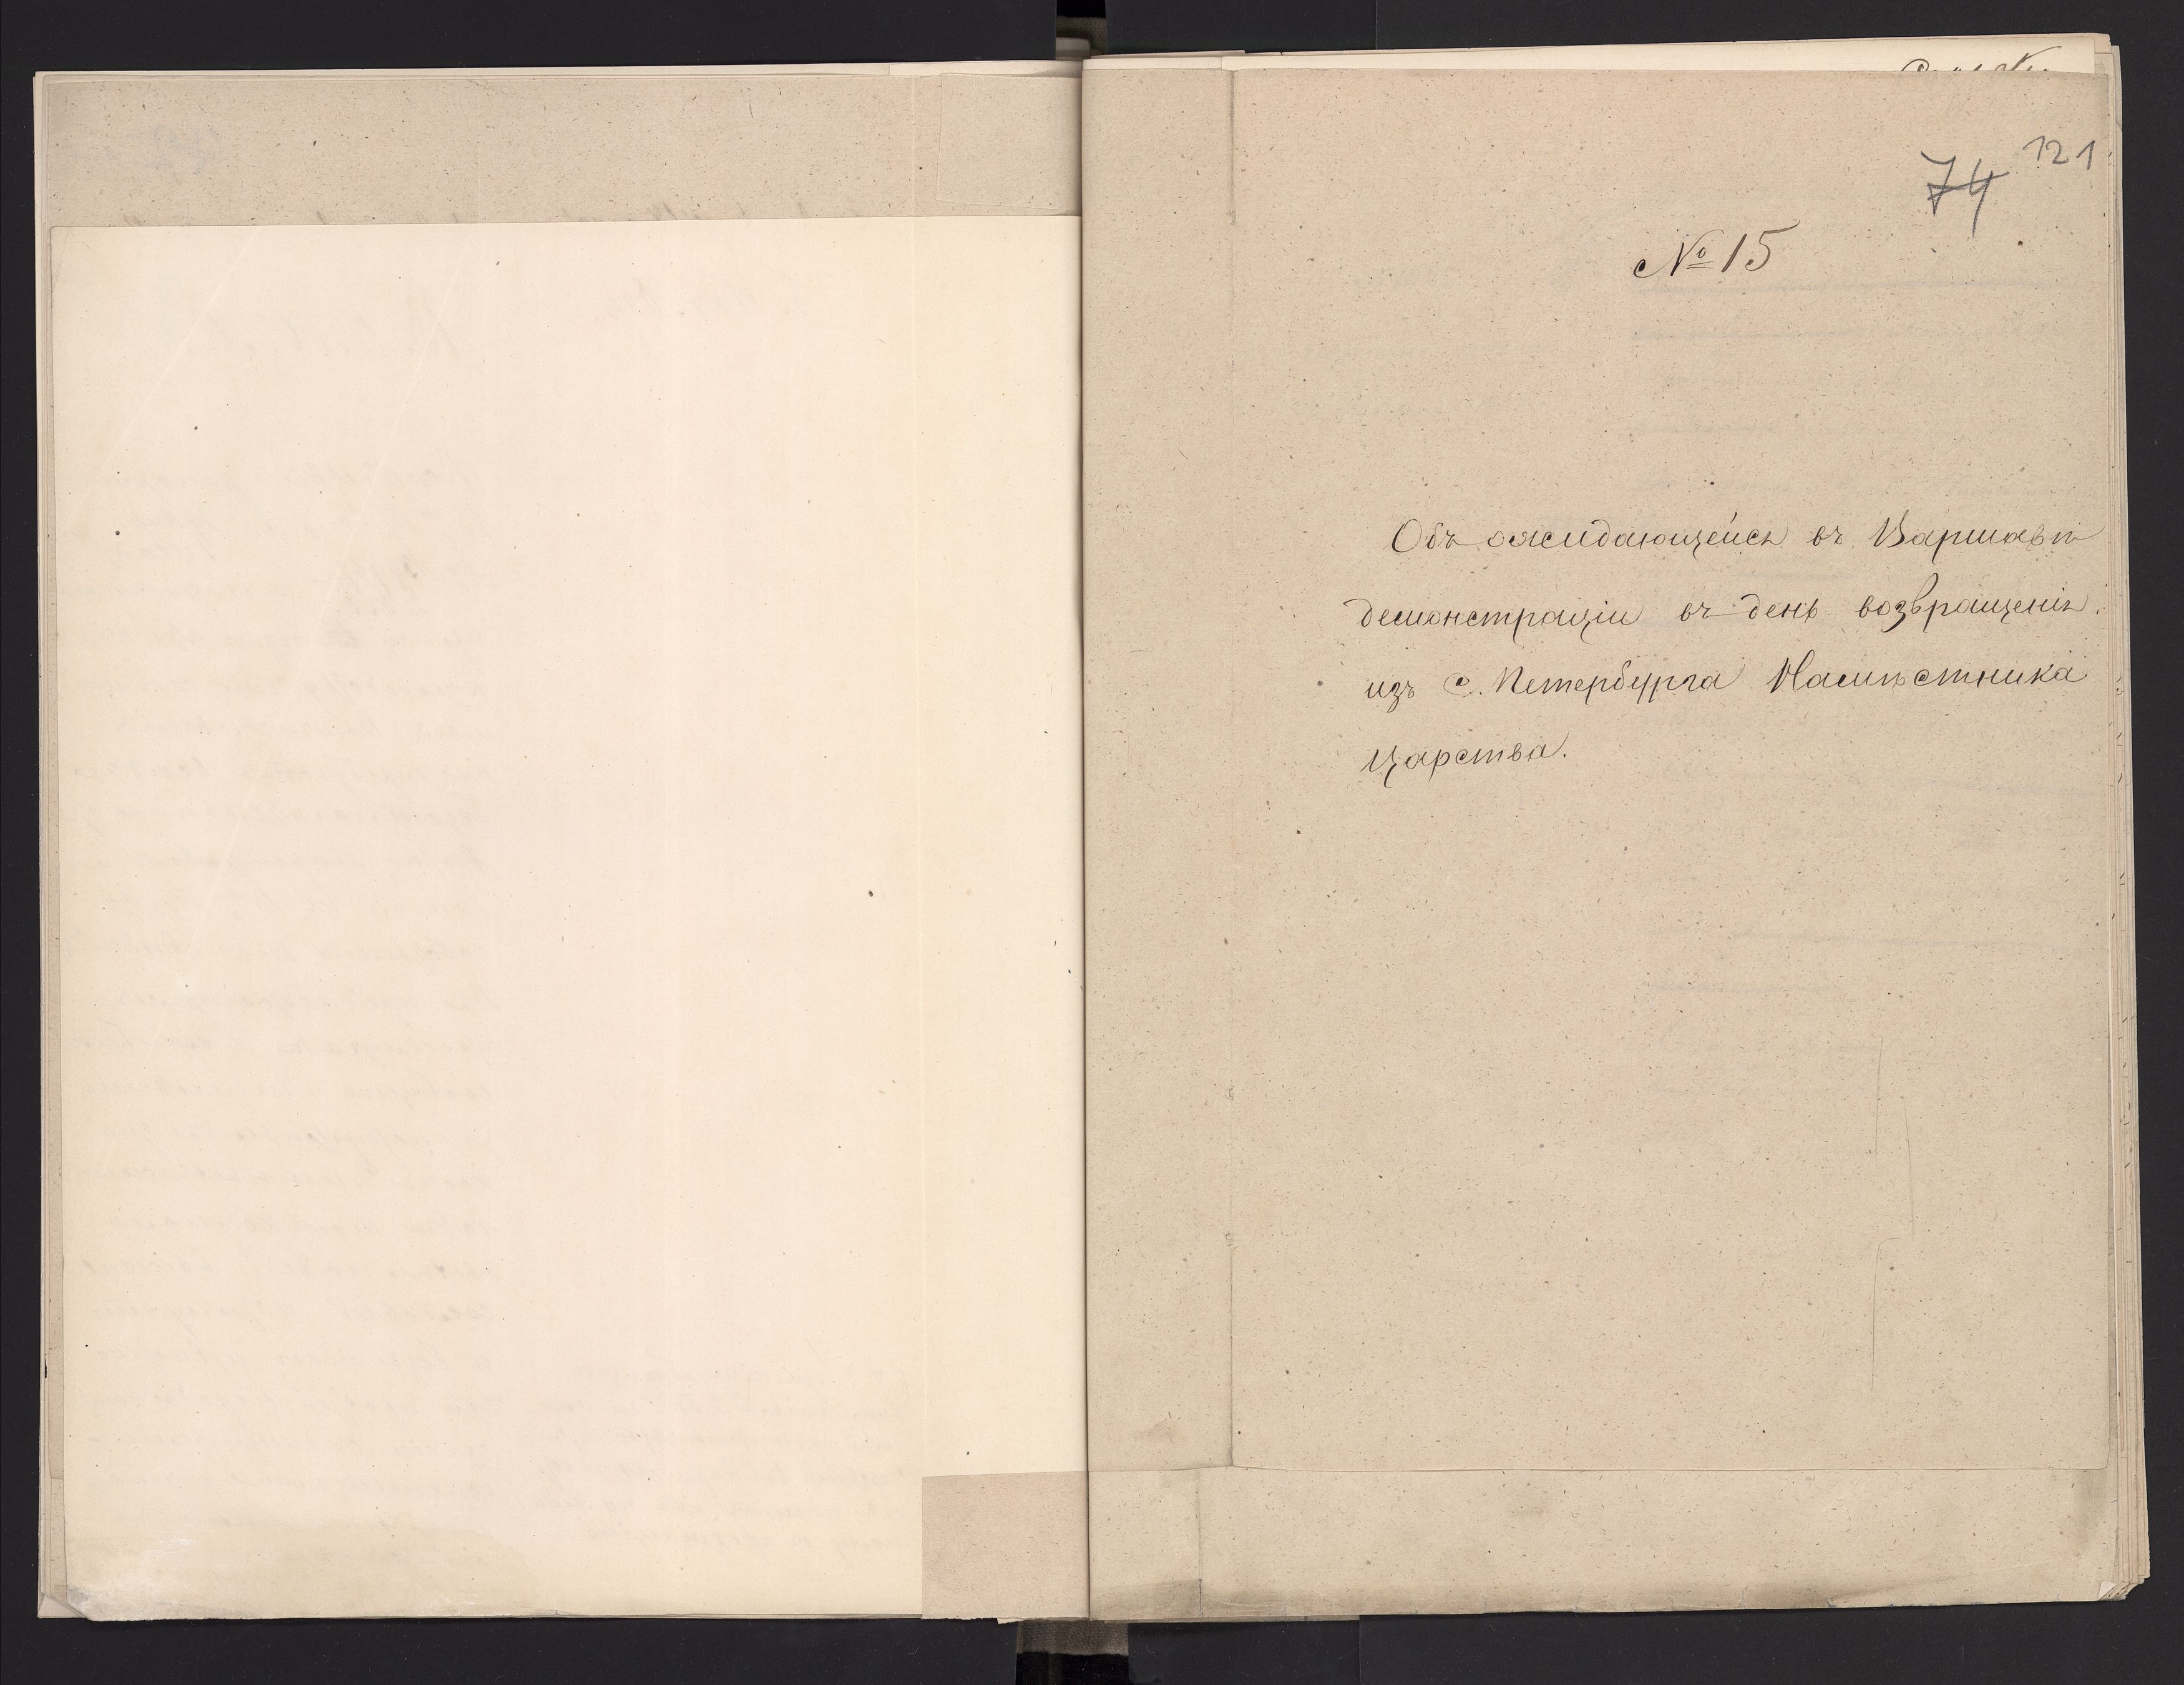 121
74
№ 15
Объ ожидающейся въ Варшавѣ
демонстраціи въ день возвращенія
изъ С. Петербурга Намѣстника
Царства.